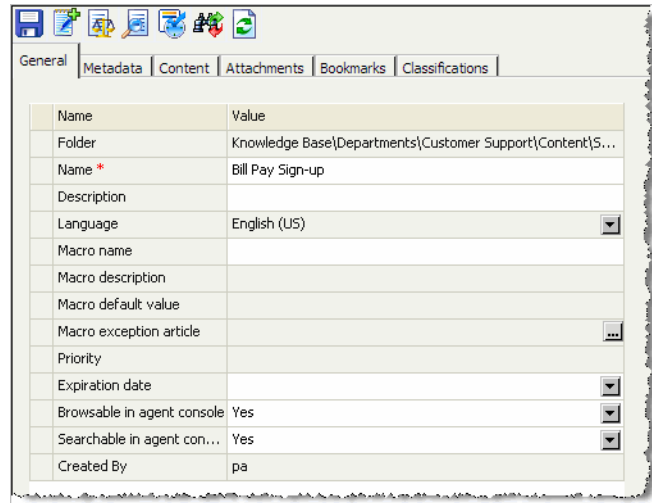 General Metadata Content Attachments Bookmarks Classifications
Name Value
Folder Knowledge Base\Departments\Customer Support\Content\S...
Name * Bill Pay Sign-up
Description
Language English (US)
Macro name
Macro description
Macro default value
Macro exception article ...
Priority
Expiration date
Browsable in agent console Yes
Searchable in agent con... Yes
Created By pa